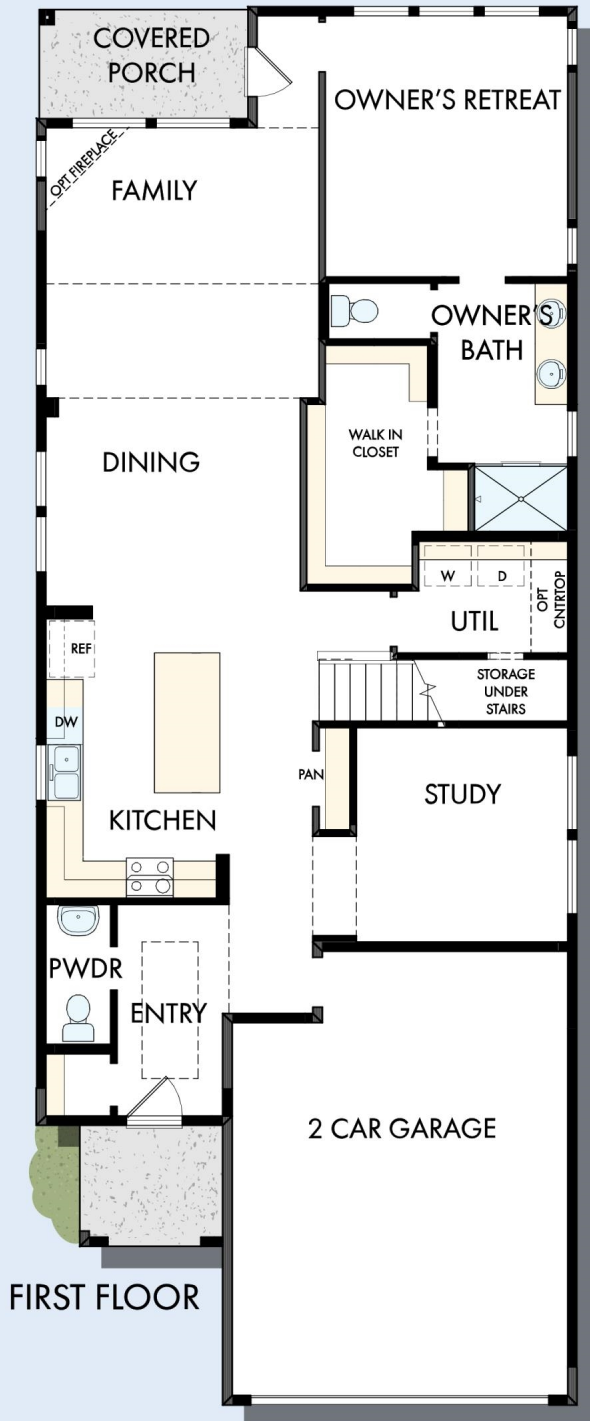 COVERED
PORCH
OWNER'S RETREAT
OPT FIREPLACE
FAMILY
OWNER'S
BATH
WALK IN
CLOSET
DINING
W
D
OPT
CNTRTOP
UTIL
REF
STORAGE
UNDER
STAIRS
DW
PAN
STUDY
KITCHEN
PWDR
ENTRY
2 CAR GARAGE
FIRST FLOOR